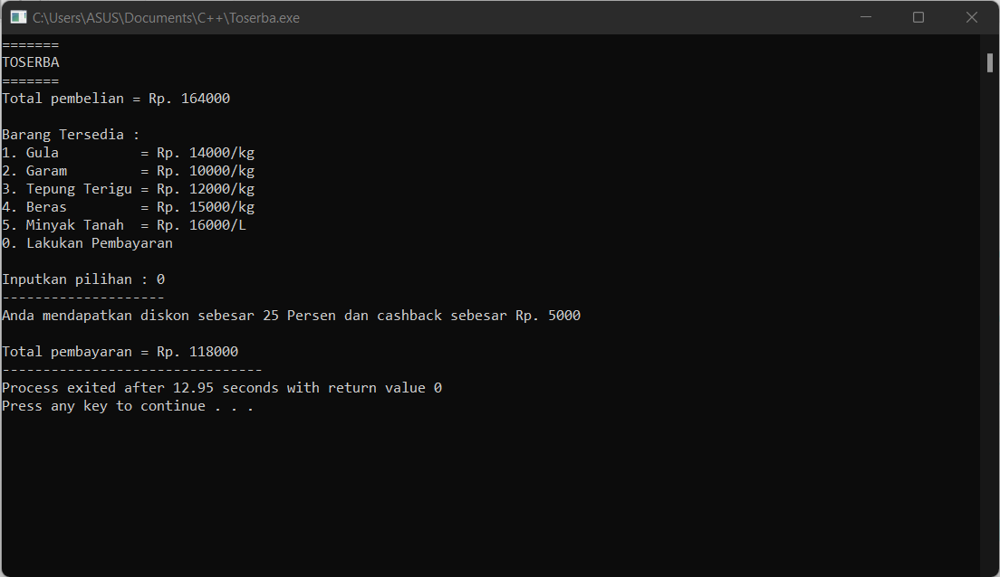 C:\Users\ASUS\Documents\C++\Toserba.exe
=======
TOSERBA
=======
Total pembelian = Rp. 164000
Barang Tersedia :
1. Gula          = Rp. 14000/kg
2. Garam         = Rp. 10000/kg
3. Tepung Terigu = Rp. 12000/kg
4. Beras         = Rp. 15000/kg
5. Minyak Tanah  = Rp. 16000/L
0. Lakukan Pembayaran
Inputkan pilihan : 0
--------------------
Anda mendapatkan diskon sebesar 25 Persen dan cashback sebesar Rp. 5000
Total pembayaran = Rp. 118000
--------------------------------
Process exited after 12.95 seconds with return value 0
Press any key to continue . . .